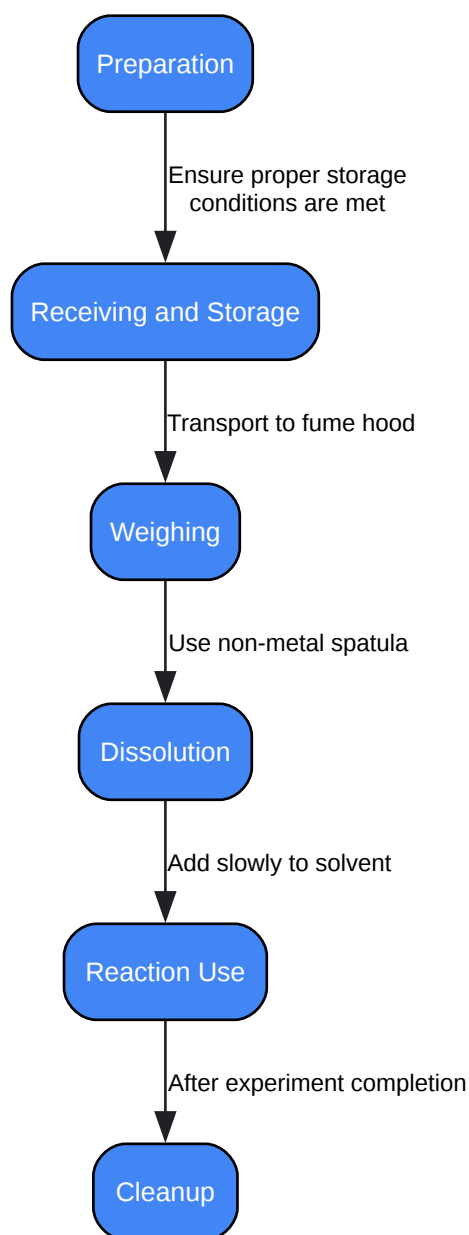 Preparation
Ensure proper storage
conditions are met
Receiving and Storage
Transport to fume hood
Weighing
Use non-metal spatula
Dissolution
Add slowly to solvent
Reaction Use
After experiment completion
Cleanup